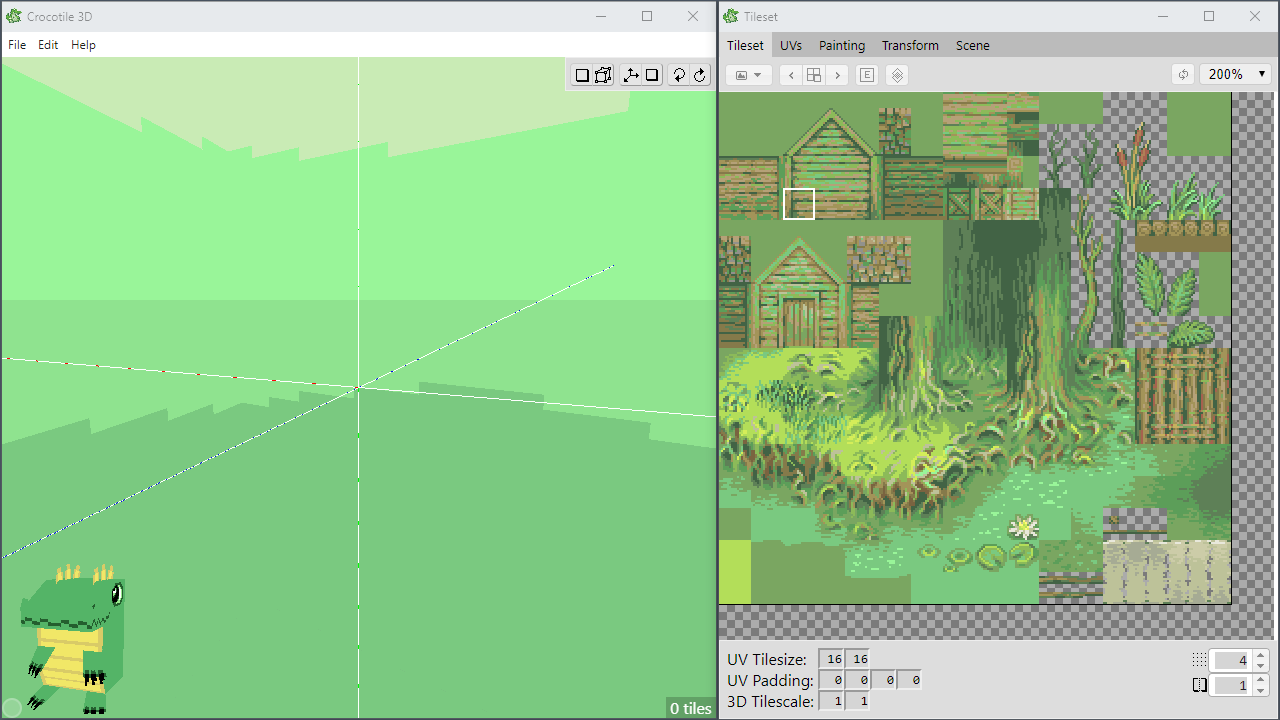 Crocotile 3D
File Edit Help
0 tiles
Tileset
Tileset UVs Painting Transform Scene
E
200%
UV Tilesize: 16 16
4
UV Padding: 0 0 0 0
1
3D Tilescale: 1 1